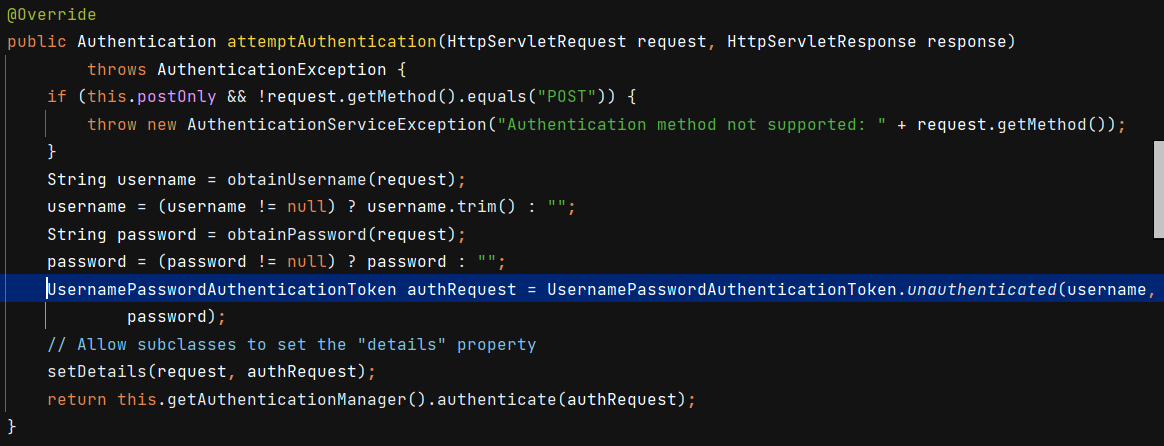 @Override
public Authentication attemptAuthentication(HttpServletRequest request, HttpServletResponse response)
        throws AuthenticationException {
    if (this.postOnly && !request.getMethod().equals("POST")) {
        throw new AuthenticationServiceException("Authentication method not supported: " + request.getMethod());
    }
    String username = obtainUsername(request);
    username = (username != null) ? username.trim() : "";
    String password = obtainPassword(request);
    password = (password != null) ? password : "";
    UsernamePasswordAuthenticationToken authRequest = UsernamePasswordAuthenticationToken.unauthenticated(username,
            password);
    // Allow subclasses to set the "details" property
    setDetails(request, authRequest);
    return this.getAuthenticationManager().authenticate(authRequest);
}